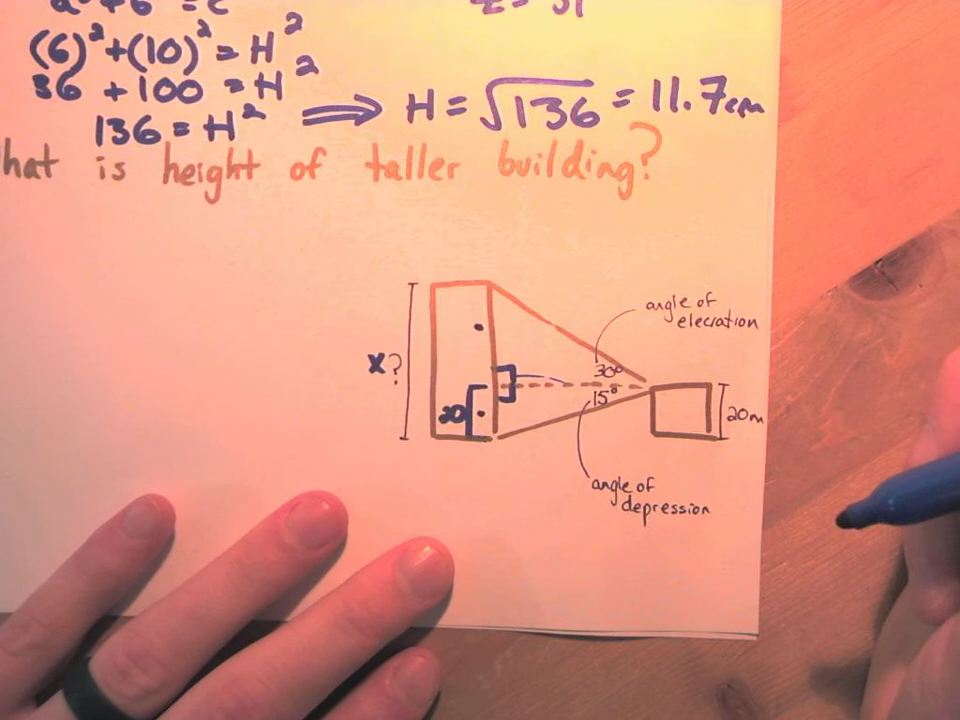 (6)²+(10)² = H²
36 + 100 = H²
136 = H² ⟹ H = √136 = 11.7cm
hat is height of taller building?
angle of
elecration
x?
30°
15°
20
20m
angle of
depression